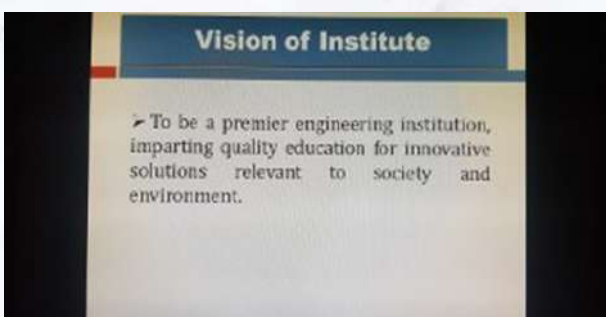 Vision of Institute
➢ To be a premier engineering institution,
imparting quality education for innovative
solutions relevant to society and
environment.